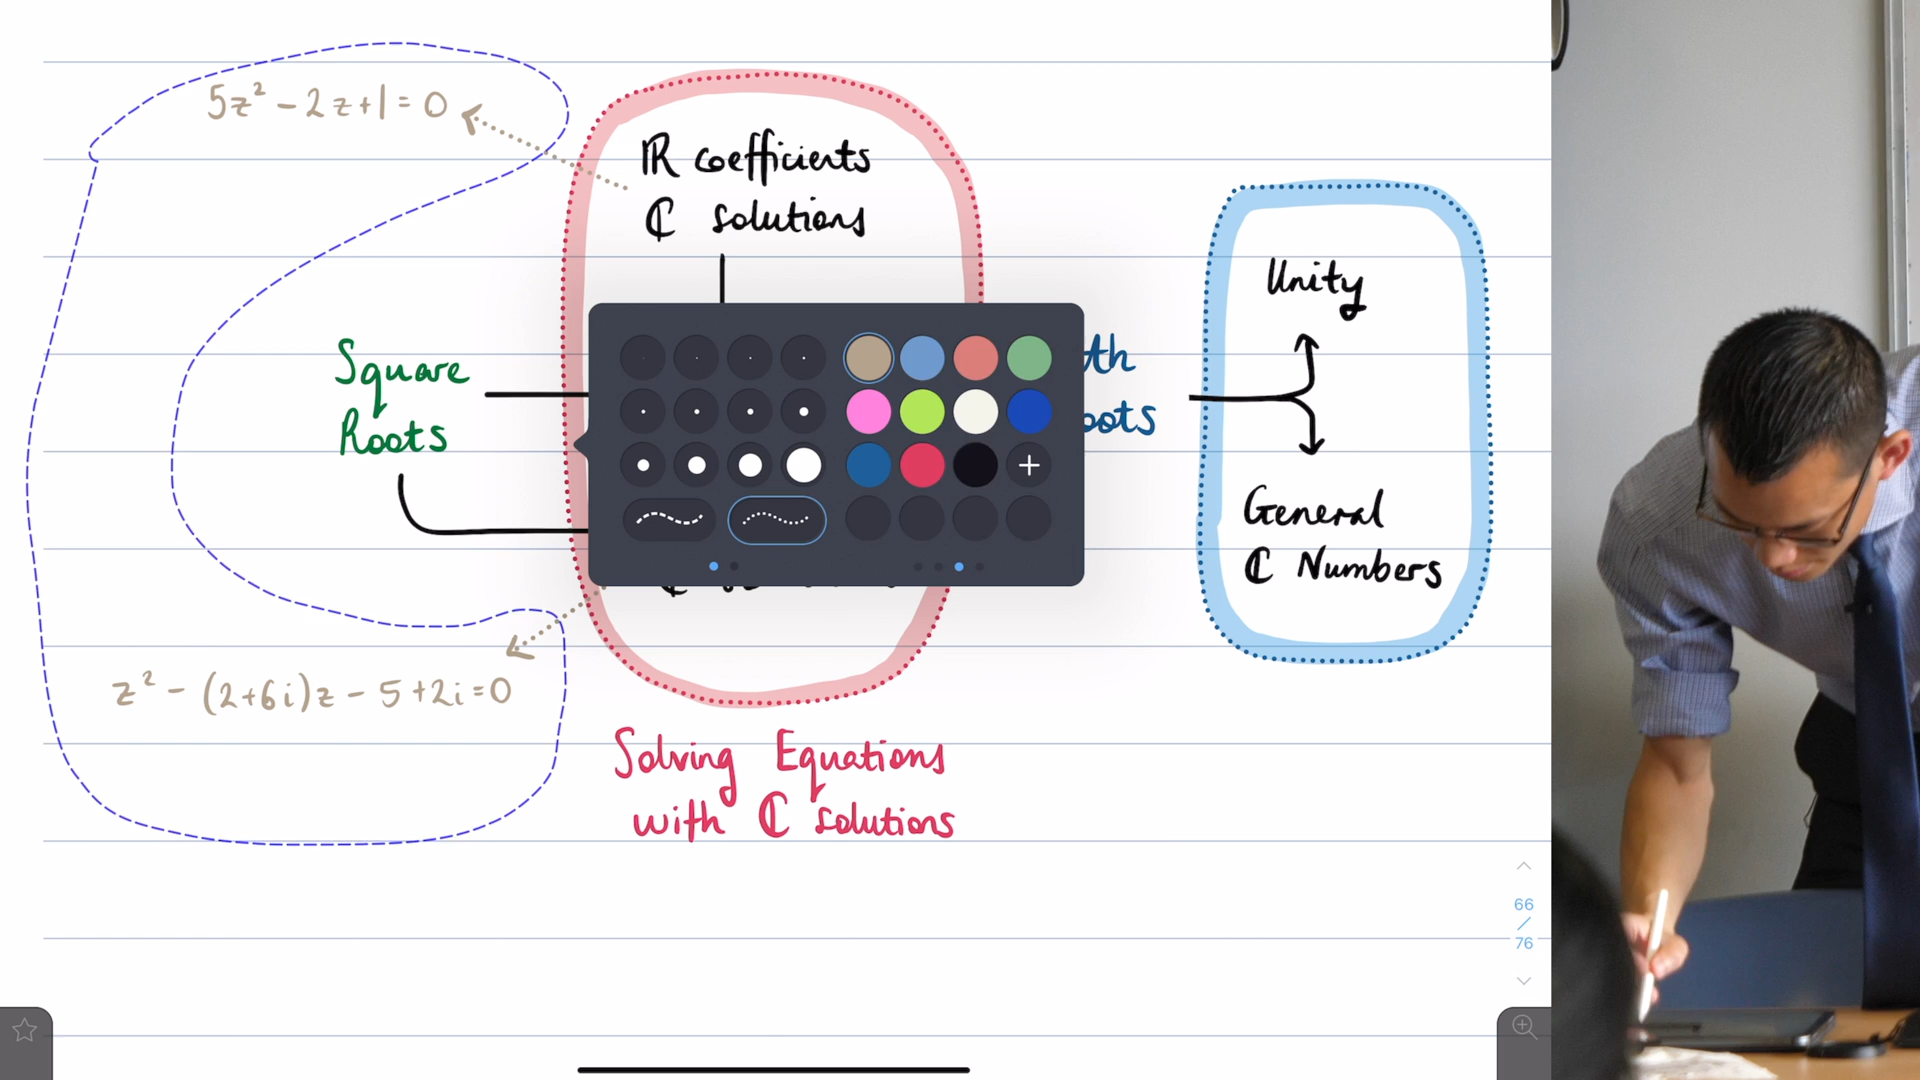 5z² - 2z + 1 = 0
ℝ coefficients
ℂ solutions
Square
Roots
th
oots
Unity
General
ℂ Numbers
z² - (2+6i)z - 5 + 2i = 0
Solving Equations
with ℂ solutions
66
/
76